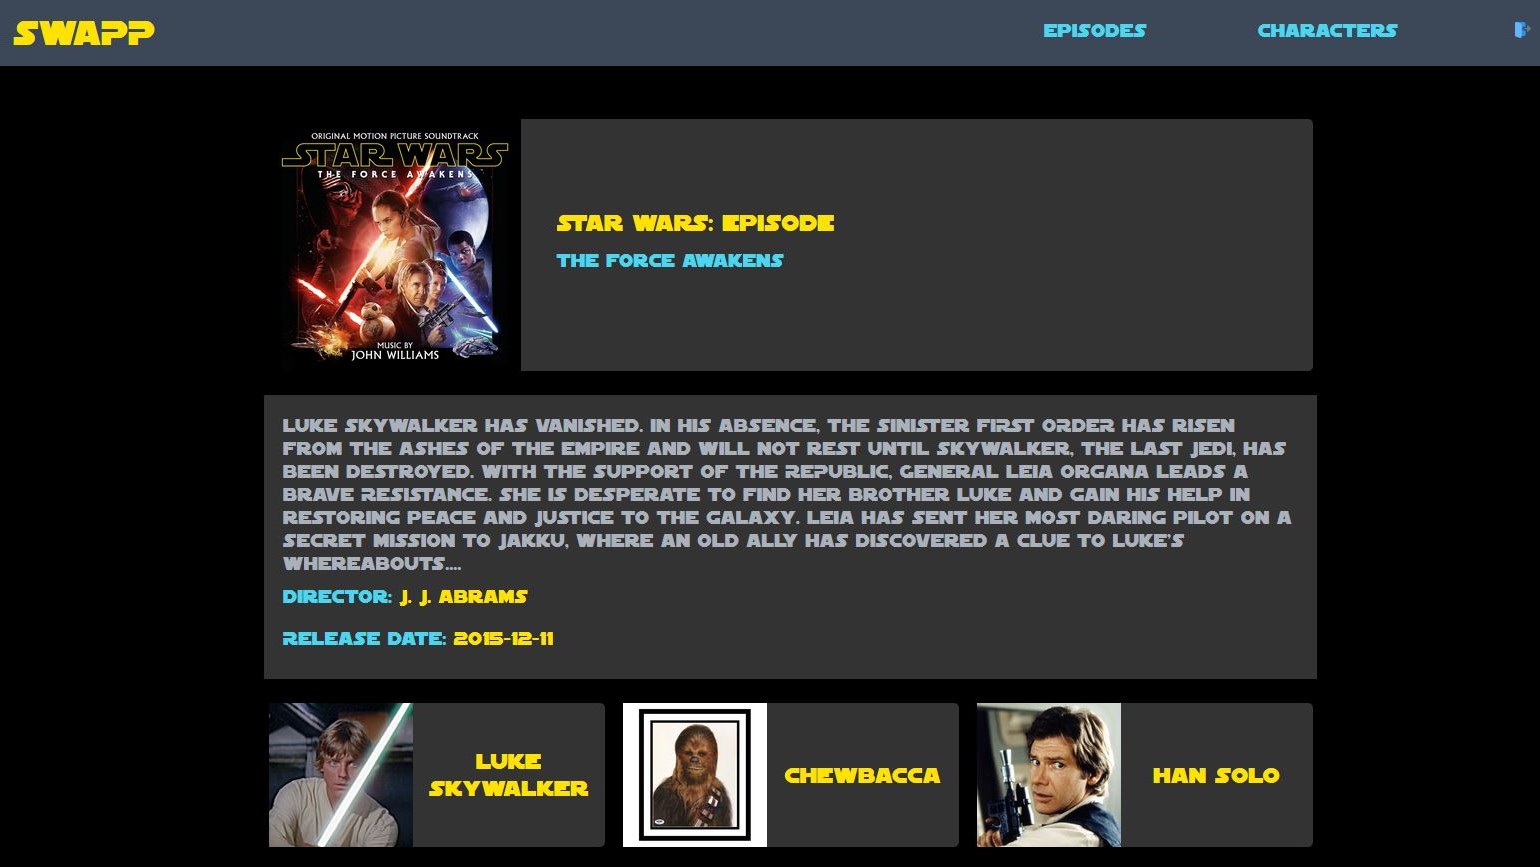 SWAPP
EPISODES
CHARACTERS
ORIGINAL MOTION PICTURE SOUNDTRACK
STAR WARS
THE FORCE AWAKENS
MUSIC BY
JOHN WILLIAMS
STAR WARS: EPISODE
THE FORCE AWAKENS
LUKE SKYWALKER HAS VANISHED. IN HIS ABSENCE, THE SINISTER FIRST ORDER HAS RISEN
FROM THE ASHES OF THE EMPIRE AND WILL NOT REST UNTIL SKYWALKER, THE LAST JEDI, HAS
BEEN DESTROYED. WITH THE SUPPORT OF THE REPUBLIC, GENERAL LEIA ORGANA LEADS A
BRAVE RESISTANCE. SHE IS DESPERATE TO FIND HER BROTHER LUKE AND GAIN HIS HELP IN
RESTORING PEACE AND JUSTICE TO THE GALAXY. LEIA HAS SENT HER MOST DARING PILOT ON A
SECRET MISSION TO JAKKU, WHERE AN OLD ALLY HAS DISCOVERED A CLUE TO LUKE'S
WHEREABOUTS....
DIRECTOR: J. J. ABRAMS
RELEASE DATE: 2015-12-11
LUKE
SKYWALKER
CHEWBACCA
HAN SOLO